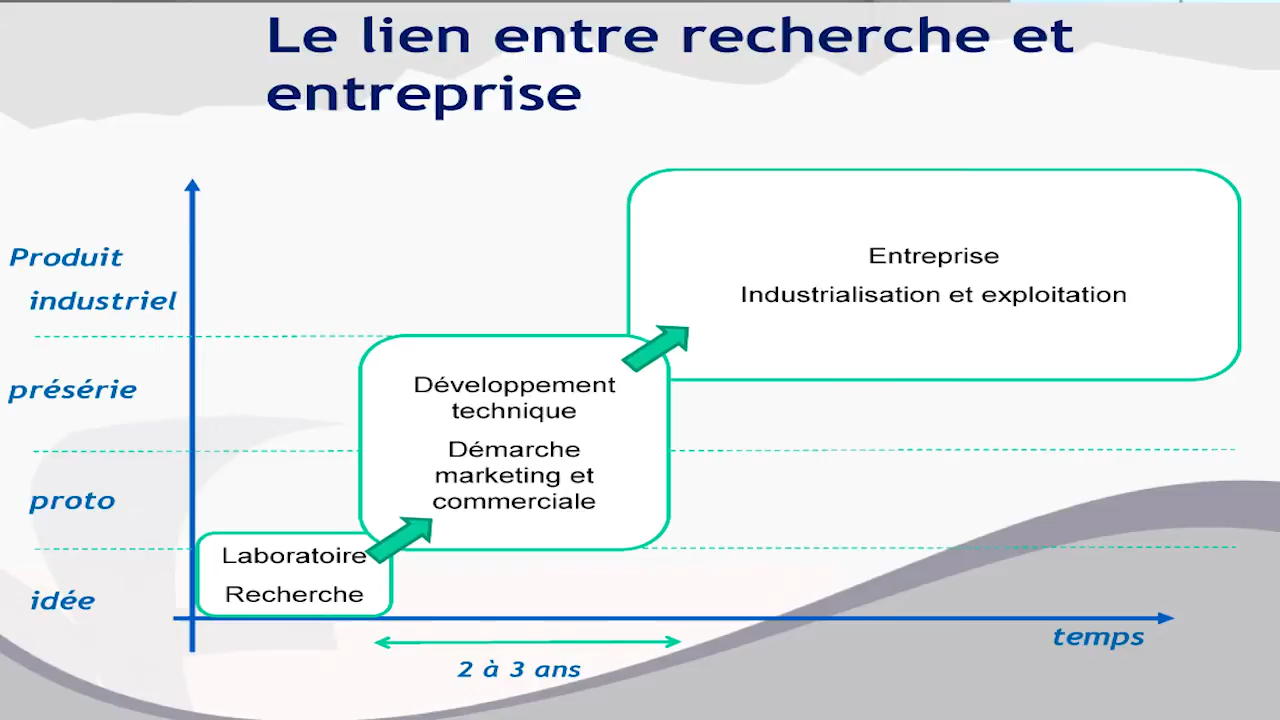 Le lien entre recherche et
entreprise
Produit
industriel
présérie
proto
idée
Entreprise
Industrialisation et exploitation
Développement
technique
Démarche
marketing et
commerciale
Laboratoire
Recherche
temps
2 à 3 ans